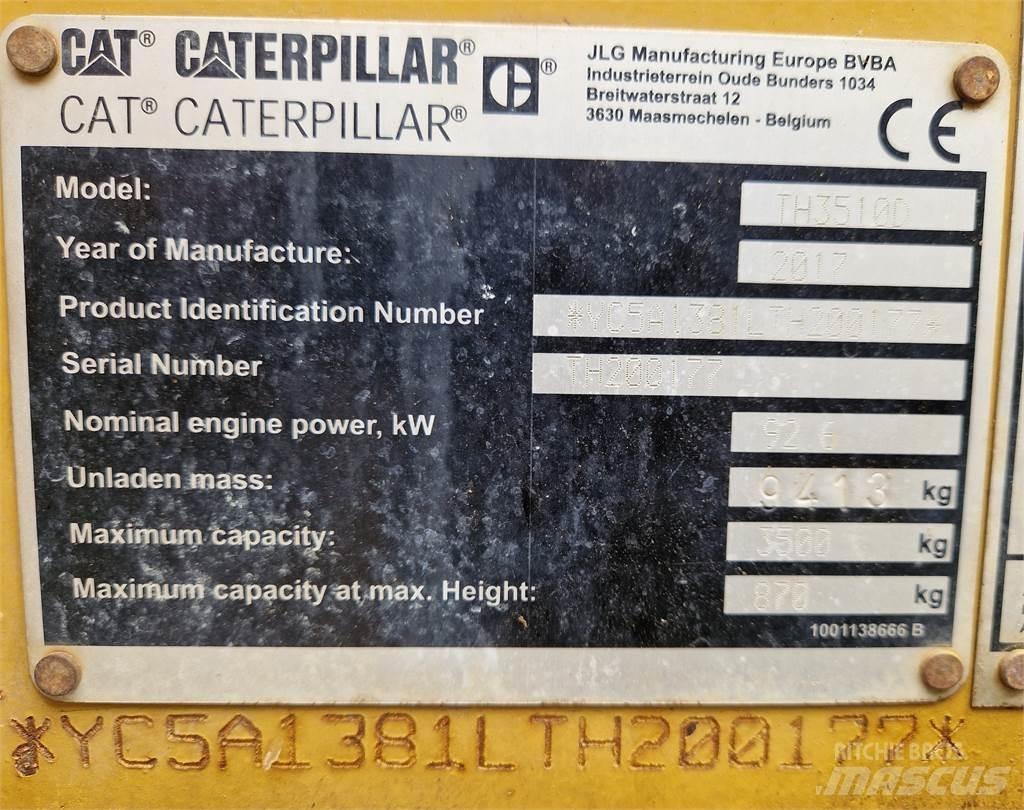 CAT® CATERPILLAR® ®
CAT® CATERPILLAR®
JLG Manufacturing Europe BVBA
Industrieterrein Oude Bunders 1034
Breitwaterstraat 12
3630 Maasmechelen - Belgium
CE
Model: TH3510D
Year of Manufacture: 2017
Product Identification Number *YC5A1381LTH200177*
Serial Number TH200177
Nominal engine power, kW 92.6
Unladen mass: 9413 kg
Maximum capacity: 3500 kg
Maximum capacity at max. Height: 870 kg
1001138666 B
*YC5A1381LTH200177*
RITCHIE BROS
MASCUS